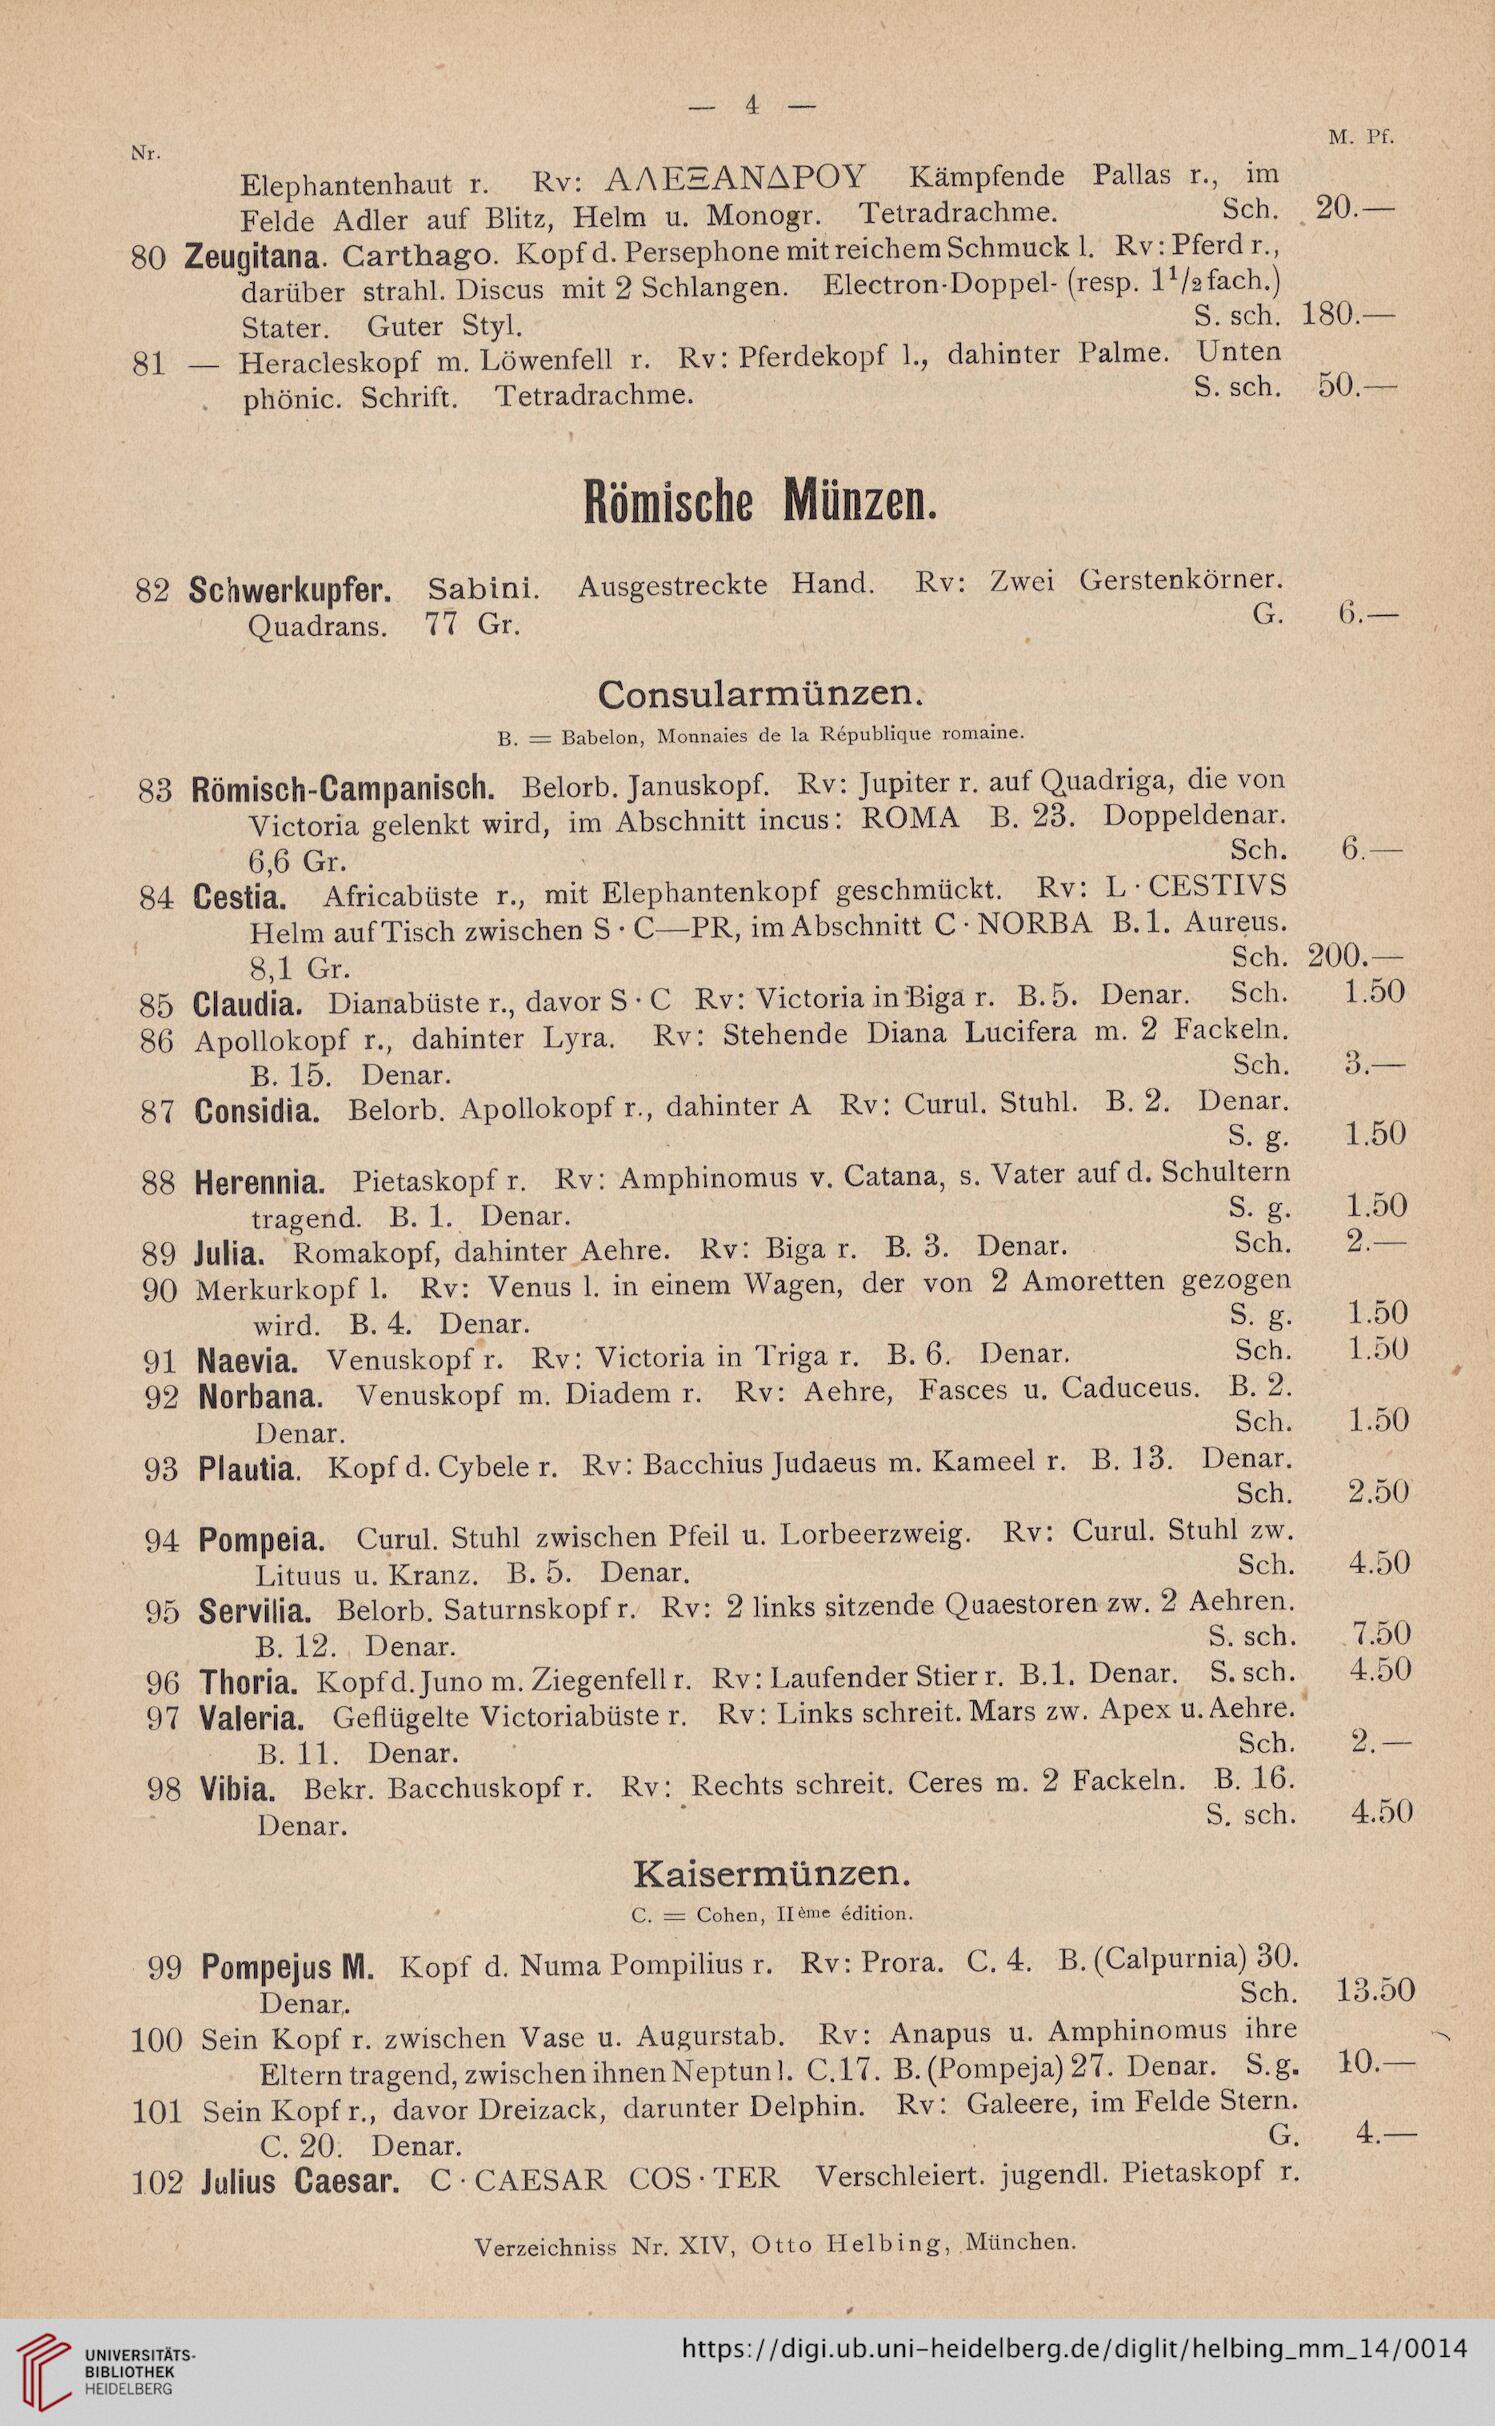 — 4 —
Nr.
M. Pf.
Elephantenhaut r. Rv: ΑΛΕΞΑΝΔΡΟΥ Kämpfende Pallas r., im
Felde Adler auf Blitz, Helm u. Monogr. Tetradrachme. Sch. 20.—
80 Zeugitana. Carthago. Kopf d. Persephone mit reichem Schmuck l. Rv: Pferd r.,
darüber strahl. Discus mit 2 Schlangen. Electron-Doppel- (resp. 1 1/2 fach.)
Stater. Guter Styl. S. sch. 180.—
81 — Heracleskopf m. Löwenfell r. Rv: Pferdekopf l., dahinter Palme. Unten
phönic. Schrift. Tetradrachme. S. sch. 50.—
Römische Münzen.
82 Schwerkupfer. Sabini. Ausgestreckte Hand. Rv: Zwei Gerstenkörner.
Quadrans. 77 Gr. G. 6.—
Consularmünzen.
B. = Babelon, Monnaies de la République romaine.
83 Römisch-Campanisch. Belorb. Januskopf. Rv: Jupiter r. auf Quadriga, die von
Victoria gelenkt wird, im Abschnitt incus: ROMA B. 23. Doppeldenar.
6,6 Gr. Sch. 6.—
84 Cestia. Africabüste r., mit Elephantenkopf geschmückt. Rv: L · CESTIVS
Helm auf Tisch zwischen S · C—PR, im Abschnitt C · NORBA B. 1. Aureus.
8,1 Gr. Sch. 200.—
85 Claudia. Dianabüste r., davor S · C Rv: Victoria in Biga r. B. 5. Denar. Sch. 1.50
86 Apollokopf r., dahinter Lyra. Rv: Stehende Diana Lucifera m. 2 Fackeln.
B. 15. Denar. Sch. 3.—
87 Considia. Belorb. Apollokopf r., dahinter A Rv: Curul. Stuhl. B. 2. Denar.
S. g. 1.50
88 Herennia. Pietaskopf r. Rv: Amphinomus v. Catana, s. Vater auf d. Schultern
tragend. B. 1. Denar. S. g. 1.50
89 Julia. Romakopf, dahinter Aehre. Rv: Biga r. B. 3. Denar. Sch. 2.—
90 Merkurkopf l. Rv: Venus l. in einem Wagen, der von 2 Amoretten gezogen
wird. B. 4. Denar. S. g. 1.50
91 Naevia. Venuskopf r. Rv: Victoria in Triga r. B. 6. Denar. Sch. 1.50
92 Norbana. Venuskopf m. Diadem r. Rv: Aehre, Fasces u. Caduceus. B. 2.
Denar. Sch. 1.50
93 Plautia. Kopf d. Cybele r. Rv: Bacchius Judaeus m. Kameel r. B. 13. Denar.
Sch. 2.50
94 Pompeia. Curul. Stuhl zwischen Pfeil u. Lorbeerzweig. Rv: Curul. Stuhl zw.
Lituus u. Kranz. B. 5. Denar. Sch. 4.50
95 Servilia. Belorb. Saturnskopf r. Rv: 2 links sitzende Quaestoren zw. 2 Aehren.
B. 12. Denar. S. sch. 7.50
96 Thoria. Kopf d. Juno m. Ziegenfell r. Rv: Laufender Stier r. B. 1. Denar. S. sch. 4.50
97 Valeria. Geflügelte Victoriabüste r. Rv: Links schreit. Mars zw. Apex u. Aehre.
B. 11. Denar. Sch. 2.—
98 Vibia. Bekr. Bacchuskopf r. Rv: Rechts schreit. Ceres m. 2 Fackeln. B. 16.
Denar. S. sch. 4.50
Kaisermünzen.
C. = Cohen, IIème édition.
99 Pompejus M. Kopf d. Numa Pompilius r. Rv: Prora. C. 4. B. (Calpurnia) 30.
Denar. Sch. 13.50
100 Sein Kopf r. zwischen Vase u. Augurstab. Rv: Anapus u. Amphinomus ihre
Eltern tragend, zwischen ihnen Neptun l. C. 17. B. (Pompeja) 27. Denar. S. g. 10.—
101 Sein Kopf r., davor Dreizack, darunter Delphin. Rv: Galeere, im Felde Stern.
C. 20. Denar. G. 4.—
102 Julius Caesar. C · CAESAR COS · TER Verschleiert. jugendl. Pietaskopf r.
Verzeichniss Nr. XIV, Otto Helbing, München.
UNIVERSITÄTS-
BIBLIOTHEK
HEIDELBERG
https://digi.ub.uni-heidelberg.de/diglit/helbing_mm_14/0014